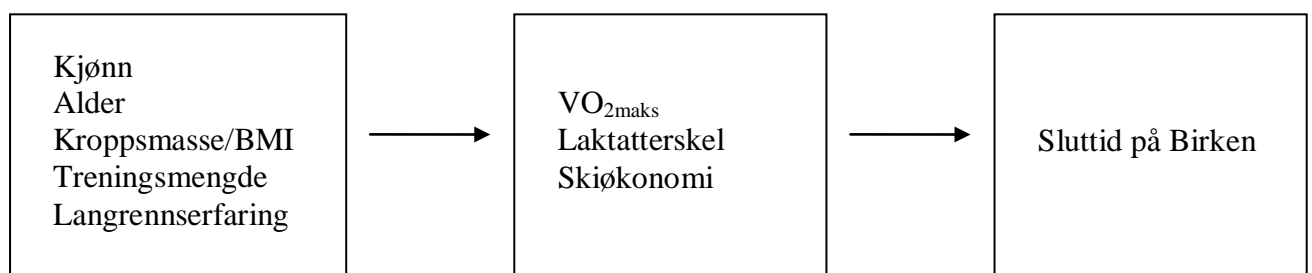 Kjønn
Alder
Kroppsmasse/BMI
Treningsmengde
Langrennserfaring
VO₂maks
Laktatterskel
Skiøkonomi
Sluttid på Birken